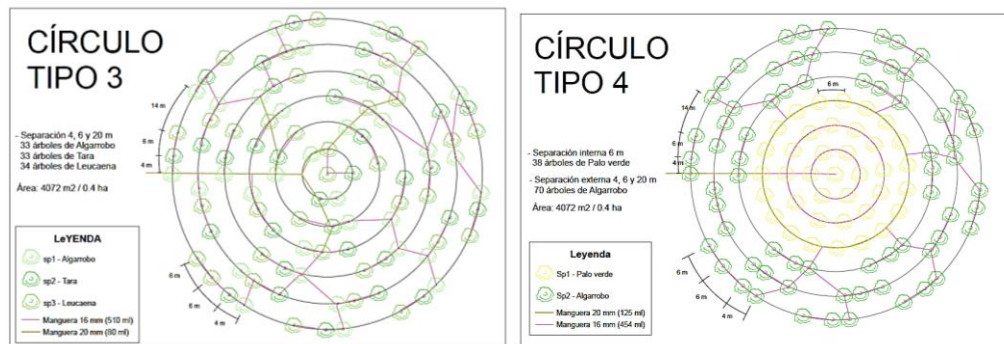 CÍRCULO
TIPO 3
14 m
6 m
4 m
- Separación 4, 6 y 20 m
33 árboles de Algarrobo
33 árboles de Tara
34 árboles de Leucaena
Área: 4072 m2 / 0.4 ha
LeYENDA
sp1 - Algarrobo
sp2 - Tara
sp3 - Leucaena
Manguera 16 mm (510 ml)
Manguera 20 mm (80 ml)
6 m
6 m
4 m
CÍRCULO
TIPO 4
6 m
14 m
6 m
4 m
- Separación interna 6 m
38 árboles de Palo verde
- Separación externa 4, 6 y 20 m
70 árboles de Algarrobo
Área: 4072 m2 / 0.4 ha
Leyenda
Sp1 - Palo verde
Sp2 - Algarrobo
Manguera 20 mm (125 ml)
Manguera 16 mm (454 ml)
6 m
6 m
4 m